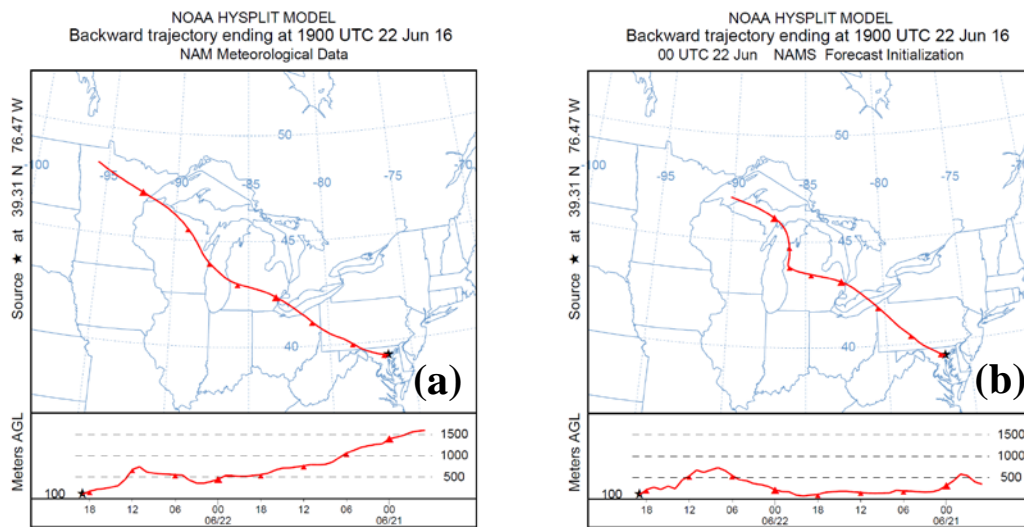 NOAA HYSPLIT MODEL
Backward trajectory ending at 1900 UTC 22 Jun 16
NAM Meteorological Data
Source ★ at 39.31 N 76.47 W
-100
-95
-90
-85
-80
-75
-70
50
45
40
(a)
Meters AGL
1500
1000
500
100
18 12 06 00 18 12 06 00
06/22 06/21
NOAA HYSPLIT MODEL
Backward trajectory ending at 1900 UTC 22 Jun 16
00 UTC 22 Jun NAMS Forecast Initialization
Source ★ at 39.31 N 76.47 W
-100
-95
-90
-85
-80
-75
-70
50
45
40
(b)
Meters AGL
1500
1000
500
100
18 12 06 00 18 12 06 00
06/22 06/21